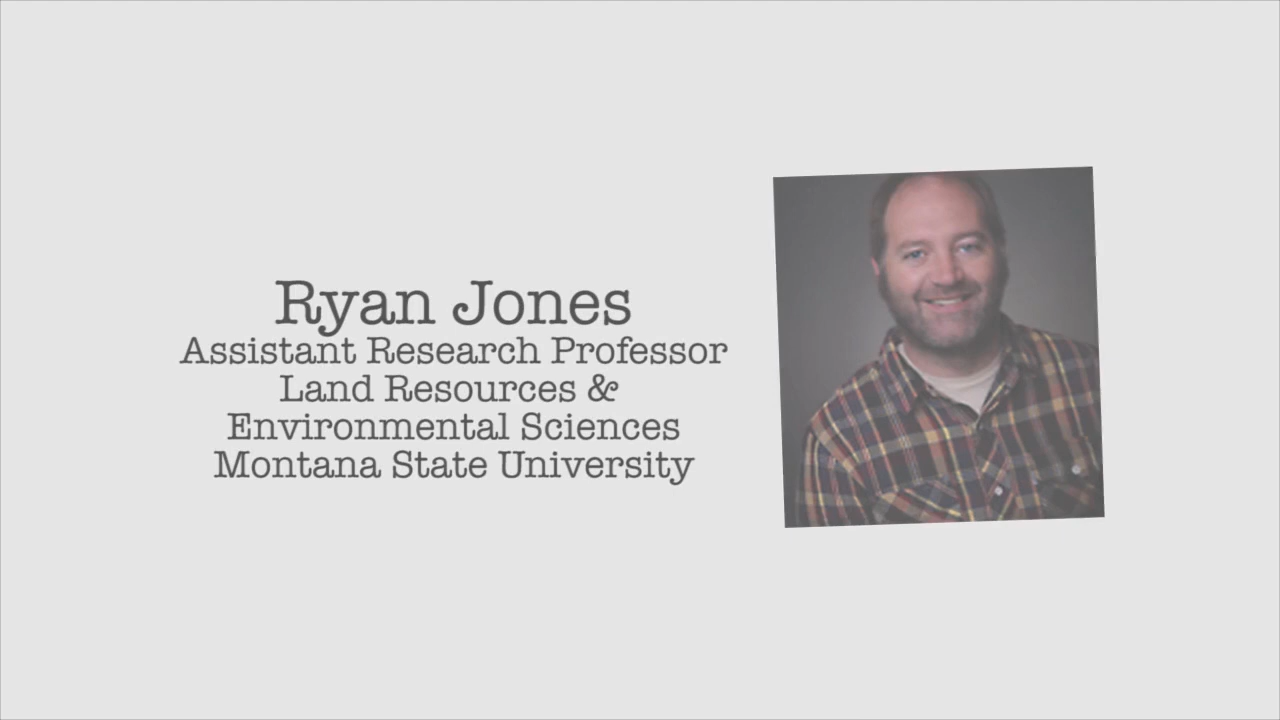 Ryan Jones
Assistant Research Professor
Land Resources &
Environmental Sciences
Montana State University